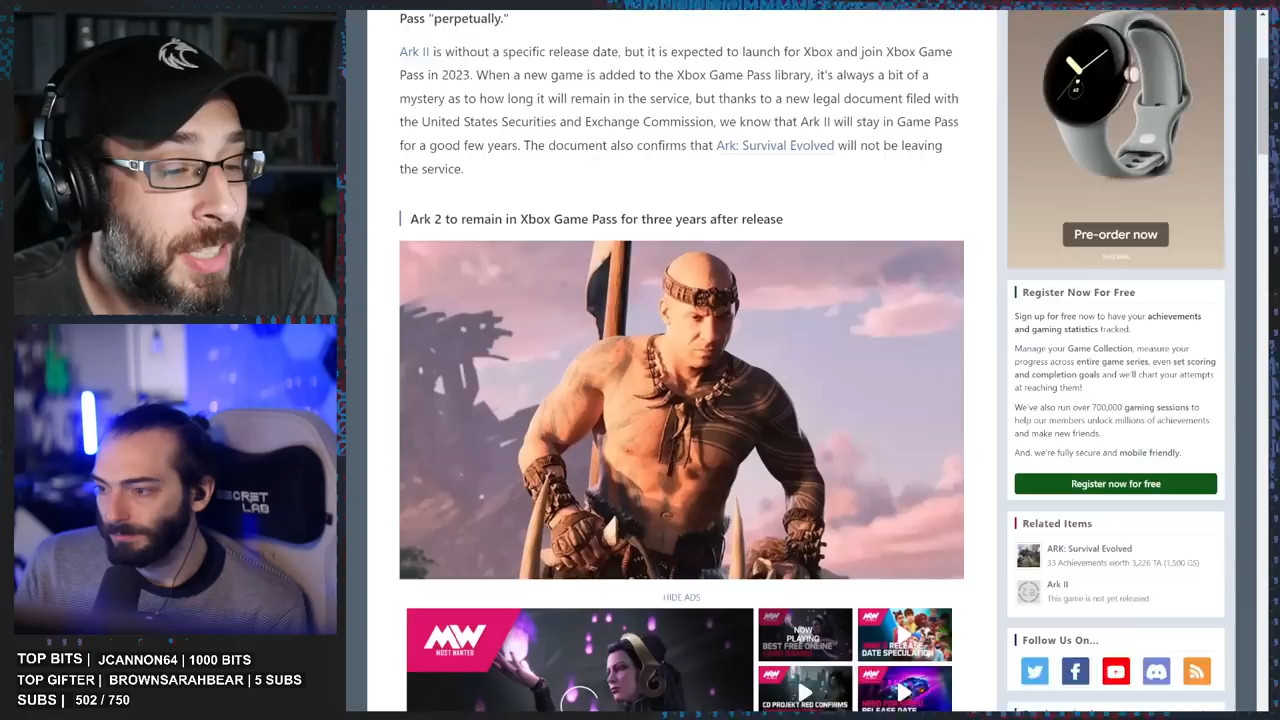 Pass "perpetually."
Ark II is without a specific release date, but it is expected to launch for Xbox and join Xbox Game
Pass in 2023. When a new game is added to the Xbox Game Pass library, it's always a bit of a
mystery as to how long it will remain in the service, but thanks to a new legal document filed with
the United States Securities and Exchange Commission, we know that Ark II will stay in Game Pass
for a good few years. The document also confirms that Ark: Survival Evolved will not be leaving
the service.
Ark 2 to remain in Xbox Game Pass for three years after release
HIDE ADS
MW
MOST WANTED
NOW
PLAYING
BEST FREE ONLINE
MW
DATE SPECULATION
MW
CD PROJEKT RED CONFIRMS
MW
RELEASE DATE
Pre-order now
Register Now For Free
Sign up for free now to have your achievements
and gaming statistics tracked.
Manage your Game Collection, measure your
progress across entire game series, even set scoring
and completion goals and we'll chart your attempts
at reaching them!
We've also run over 700,000 gaming sessions to
help our members unlock millions of achievements
and make new friends.
And, we're fully secure and mobile friendly.
Register now for free
Related Items
ARK: Survival Evolved
33 Achievements worth 3,226 TA (1,500 GS)
Ark II
This game is not yet released
Follow Us On...
SECRET
LAB
TOP GIFTER | BROWNSARAHBEAR | 5 SUBS